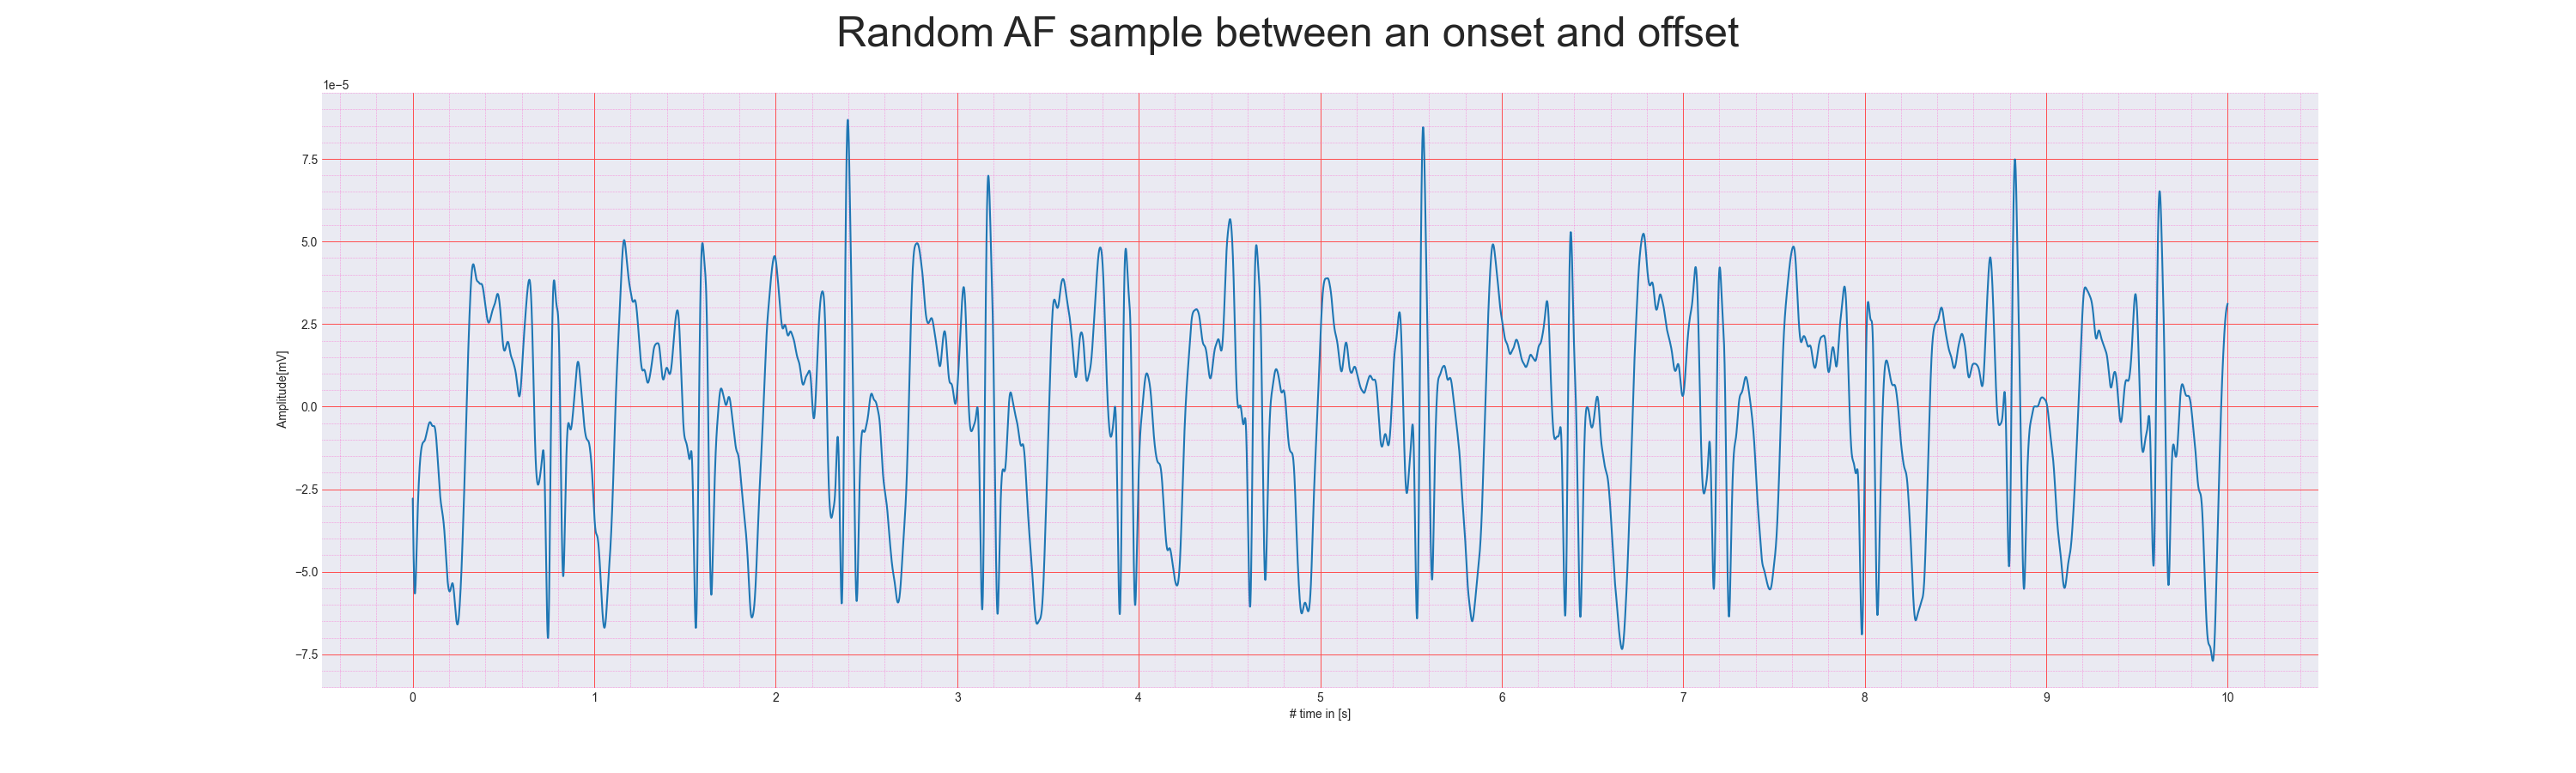 Random AF sample between an onset and offset
1e−5
7.5
5.0
2.5
0.0
−2.5
−5.0
−7.5
Amplitude[mV]
0 1 2 3 4 5 6 7 8 9 10
# time in [s]